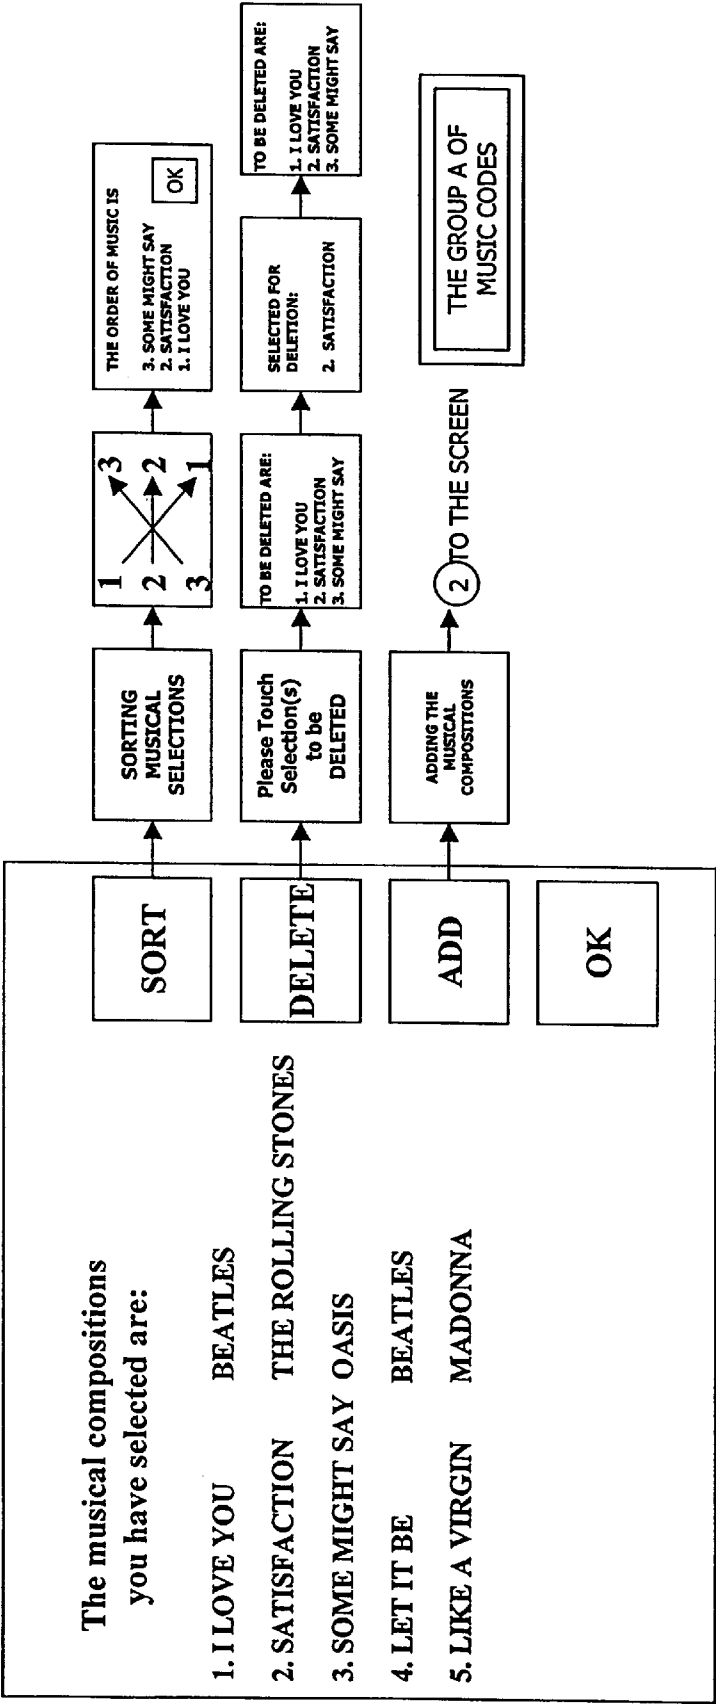 The musical compositions
you have selected are:
1. I LOVE YOU BEATLES
2. SATISFACTION THE ROLLING STONES
3. SOME MIGHT SAY OASIS
4. LET IT BE BEATLES
5. LIKE A VIRGIN MADONNA
SORT
SORTING
MUSICAL
SELECTIONS
1 3
2 2
3 1
THE ORDER OF MUSIC IS
3. SOME MIGHT SAY
2. SATISFACTION
1. I LOVE YOU
OK
DELETE
Please Touch
Selection(s)
to be
DELETED
TO BE DELETED ARE:
1. I LOVE YOU
2. SATISFACTION
3. SOME MIGHT SAY
SELECTED FOR
DELETION:
2. SATISFACTION
TO BE DELETED ARE:
1. I LOVE YOU
2. SATISFACTION
3. SOME MIGHT SAY
ADD
ADDING THE
MUSICAL
COMPOSITIONS
2 TO THE SCREEN
THE GROUP A OF
MUSIC CODES
OK